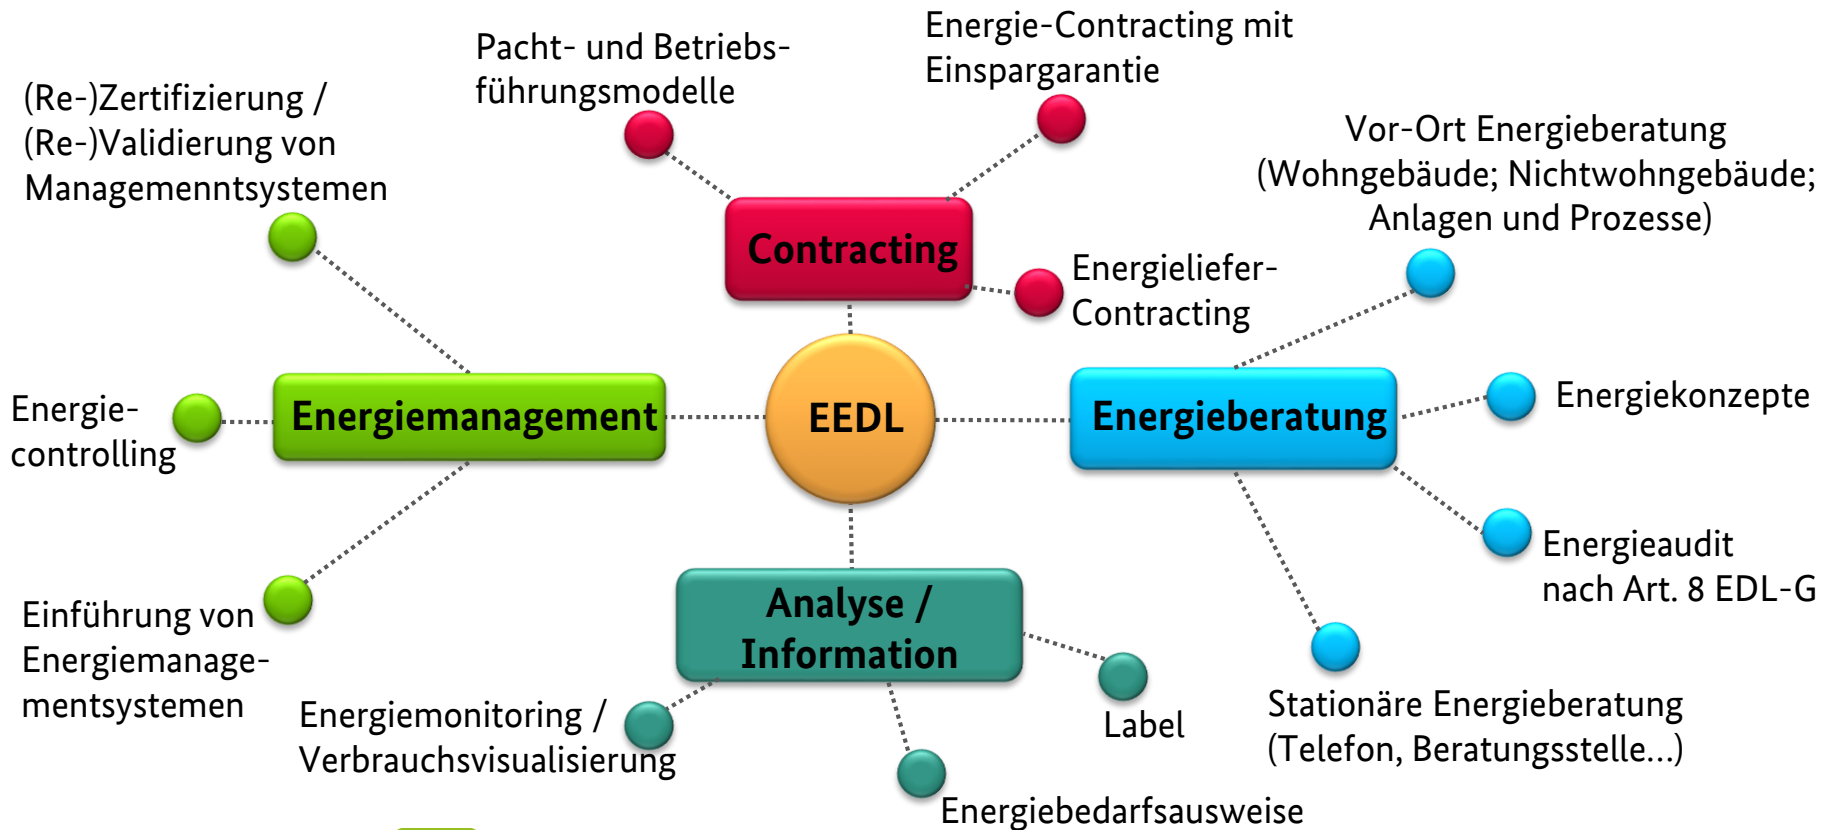 Pacht- und Betriebs-
führungsmodelle
Energie-Contracting mit
Einspargarantie
(Re-)Zertifizierung /
(Re-)Validierung von
Managemenntsystemen
Vor-Ort Energieberatung
(Wohngebäude; Nichtwohngebäude;
Anlagen und Prozesse)
Contracting
Energieliefer-
Contracting
Energie-
controlling
Energiemanagement
EEDL
Energieberatung
Energiekonzepte
Energieaudit
nach Art. 8 EDL-G
Einführung von
Energiemanage-
mentsystemen
Analyse /
Information
Energiemonitoring /
Verbrauchsvisualisierung
Label
Stationäre Energieberatung
(Telefon, Beratungsstelle...)
Energiebedarfsausweise